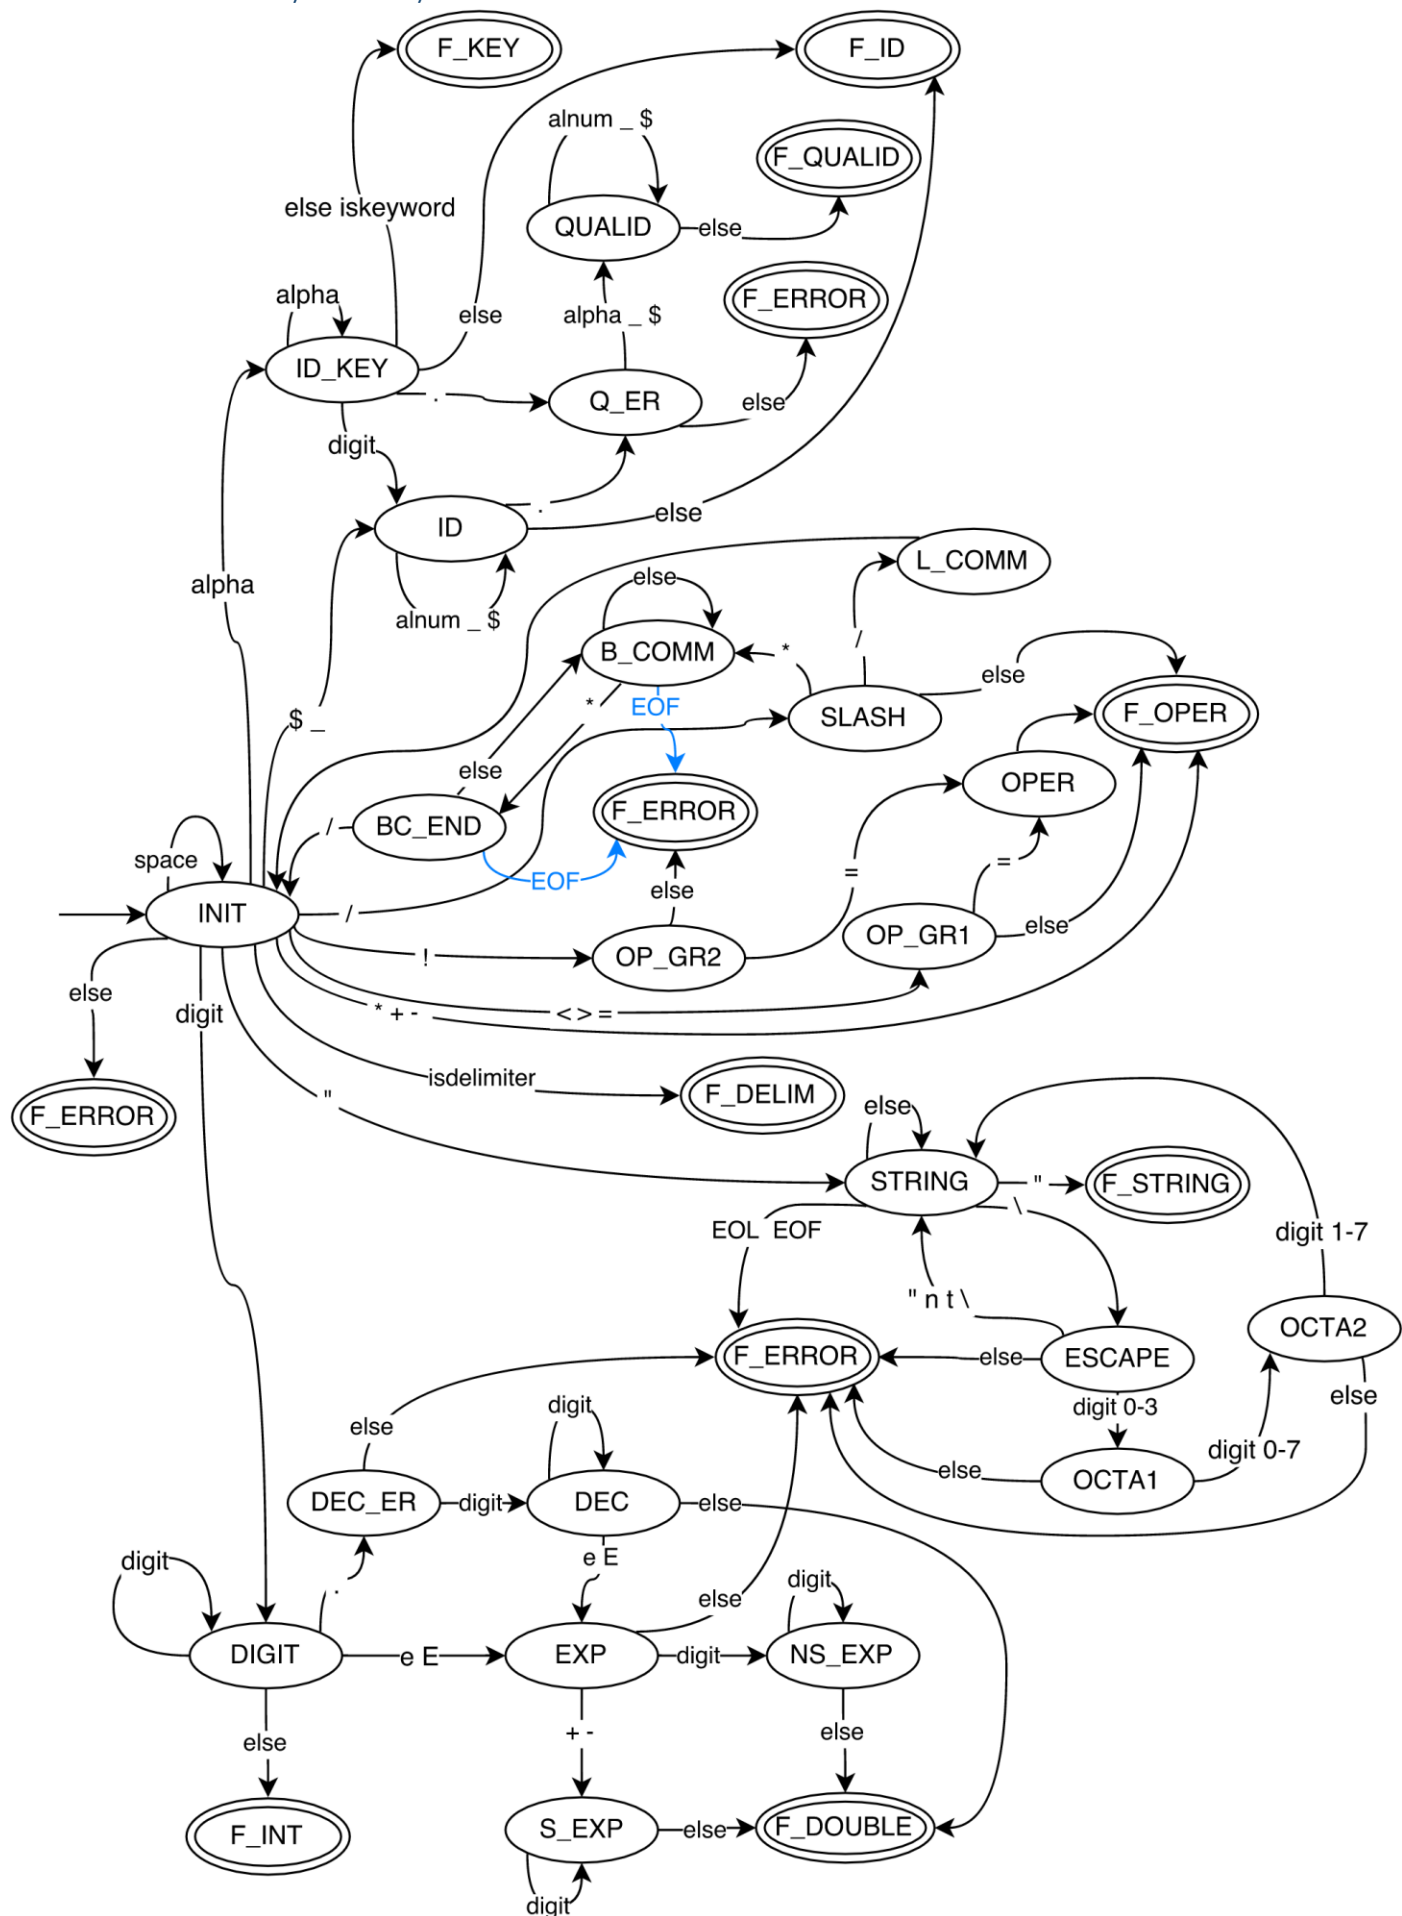 F_KEY
F_ID
alnum _ $
F_QUALID
else iskeyword
QUALID
else
alpha
F_ERROR
else
alpha _ $
ID_KEY
.
Q_ER
else
digit
.
ID
else
L_COMM
alpha
else
alnum _ $
/
*
B_COMM
else
$ _
*
EOF
SLASH
F_OPER
else
OPER
F_ERROR
/
BC_END
space
=
=
EOF
else
INIT
/
OP_GR1
else
!
OP_GR2
else
digit
* + -
< > =
isdelimiter
F_DELIM
"
else
F_ERROR
STRING
"
F_STRING
\
EOL EOF
digit 1-7
" n t \
OCTA2
F_ERROR
else
ESCAPE
else
digit 0-3
digit
else
digit 0-7
else
OCTA1
DEC_ER
digit
DEC
else
e E
digit
.
digit
else
DIGIT
e E
EXP
digit
NS_EXP
+ -
else
else
S_EXP
else
F_DOUBLE
F_INT
digit